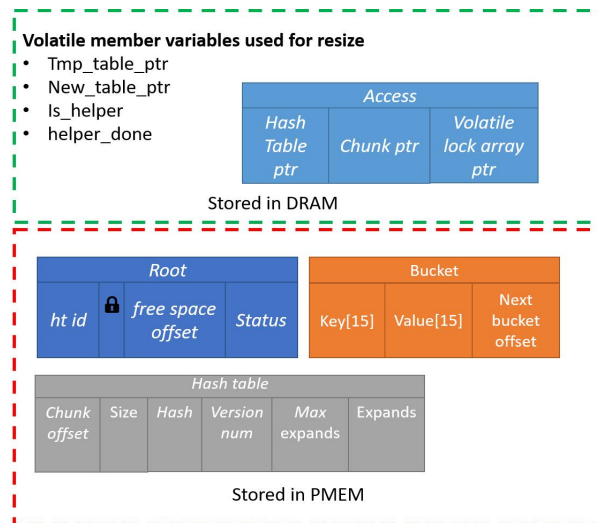 Volatile member variables used for resize
• Tmp_table_ptr
• New_table_ptr
• Is_helper
• helper_done
Access
Hash Table ptr
Chunk ptr
Volatile lock array ptr
Stored in DRAM
Root
ht id
free space offset
Status
Bucket
Key[15]
Value[15]
Next bucket offset
Hash table
Chunk offset
Size
Hash
Version num
Max expands
Expands
Stored in PMEM